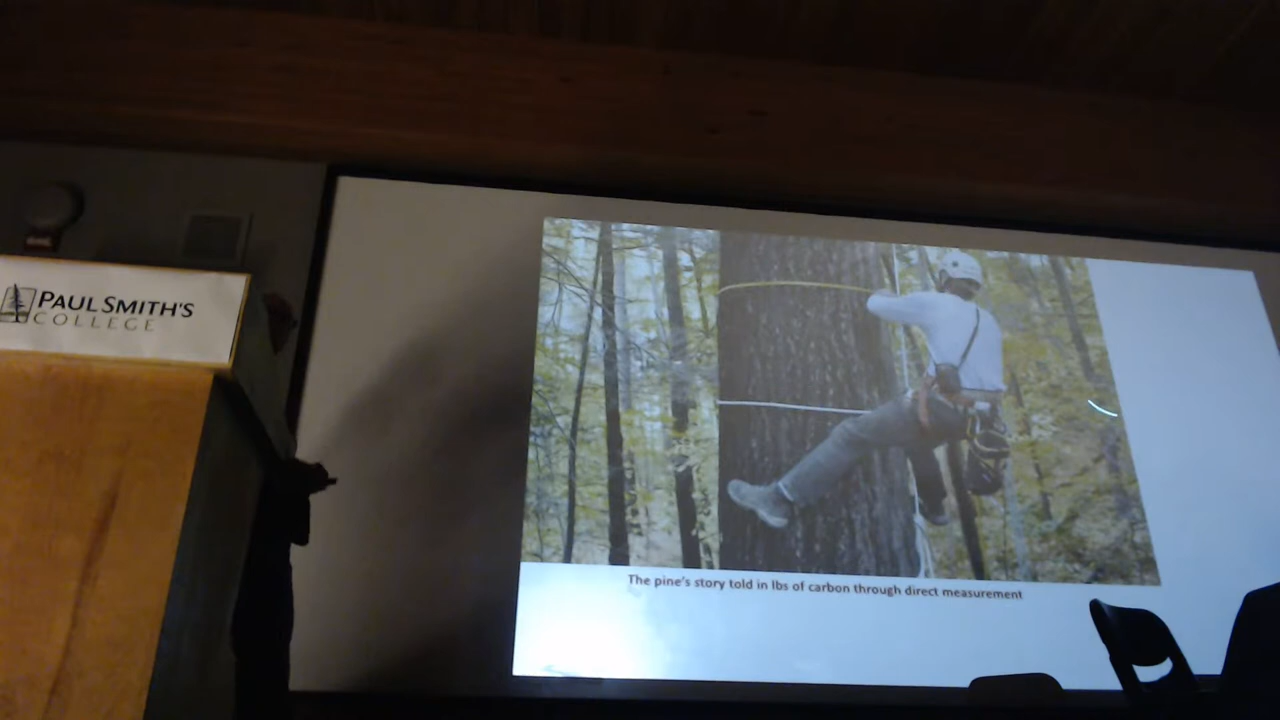 PAUL SMITH'S
COLLEGE
The pine's story told in lbs of carbon through direct measurement